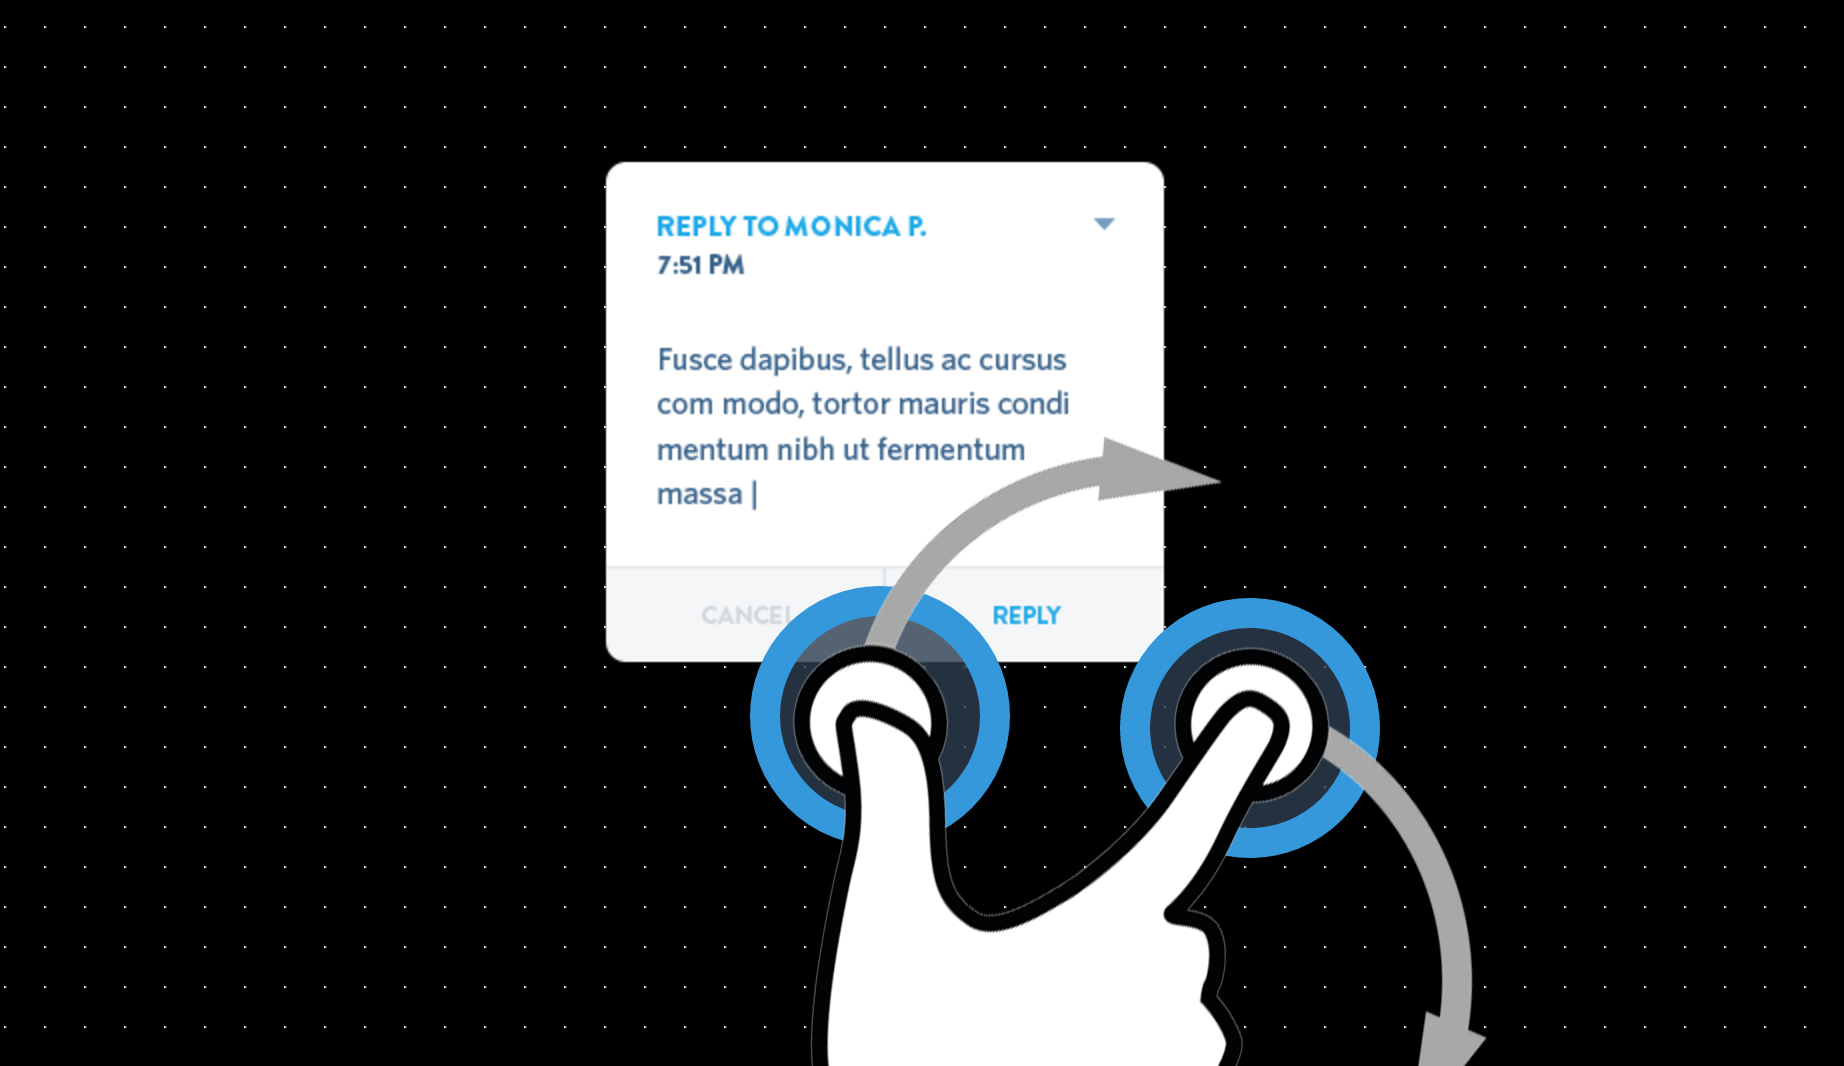 REPLY TO MONICA P.
7:51 PM
Fusce dapibus, tellus ac cursus
com modo, tortor mauris condi
mentum nibh ut fermentum
massa |
CANCEL REPLY